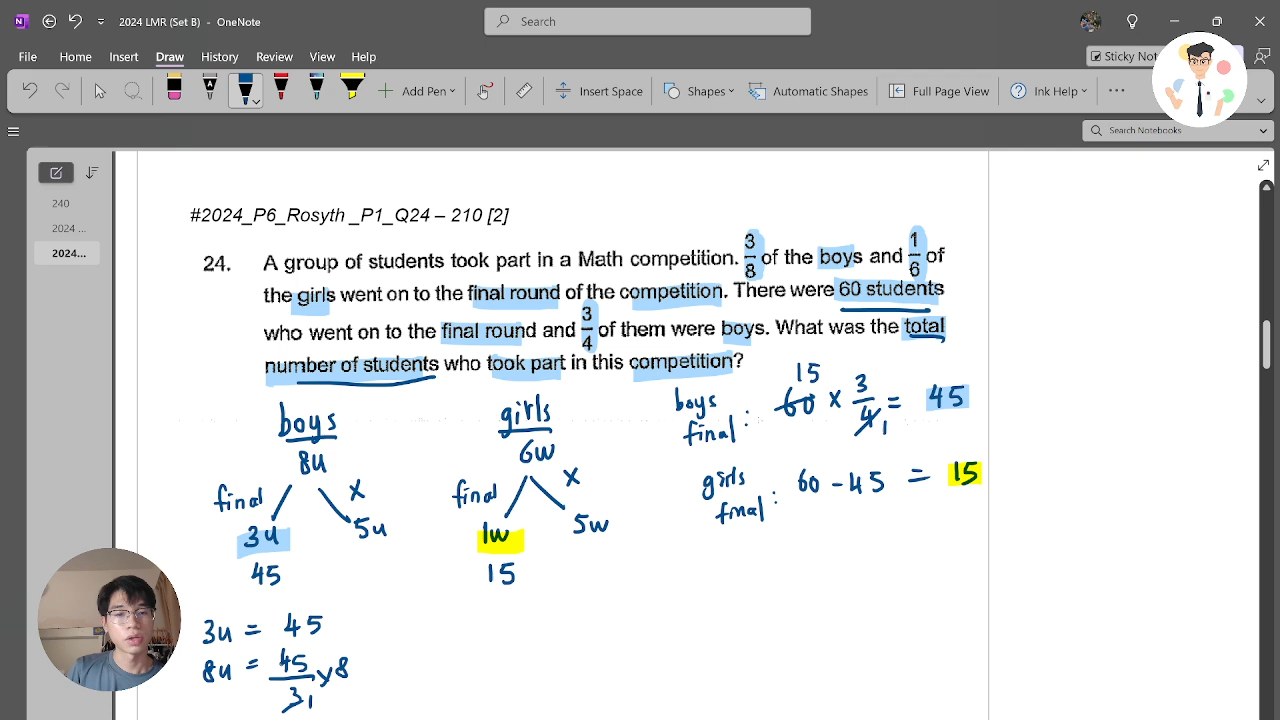 2024 LMR (Set B) - OneNote
Search
File Home Insert Draw History Review View Help
Sticky Not
Add Pen
Insert Space
Shapes
Automatic Shapes
Full Page View
Ink Help
Search Notebooks
240
2024 ...
2024...
#2024_P6_Rosyth _P1_Q24 – 210 [2]
24. A group of students took part in a Math competition. 3/8 of the boys and 1/6 of
the girls went on to the final round of the competition. There were 60 students
who went on to the final round and 3/4 of them were boys. What was the total
number of students who took part in this competition?
boys
8u
final x
3u 5u
45
3u = 45
8u = 45/3 1 x 8
girls
6w
final x
1w 5w
15
boys final : 15 60 x 3/4 1 = 45
girls final : 60 - 45 = 15